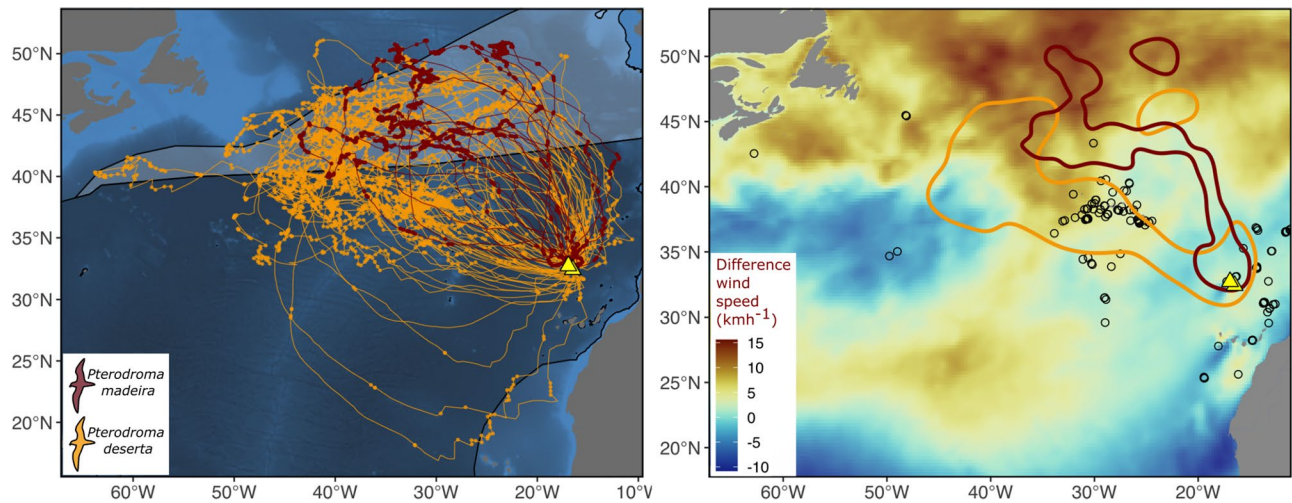 50°N
45°N
40°N
35°N
30°N
25°N
20°N
60°W
50°W
40°W
30°W
20°W
10°W
Pterodroma
madeira
Pterodroma
deserta
50°N
45°N
40°N
35°N
30°N
25°N
20°N
60°W
50°W
40°W
30°W
20°W
Difference
wind
speed
(kmh⁻¹)
15
10
5
0
-5
-10